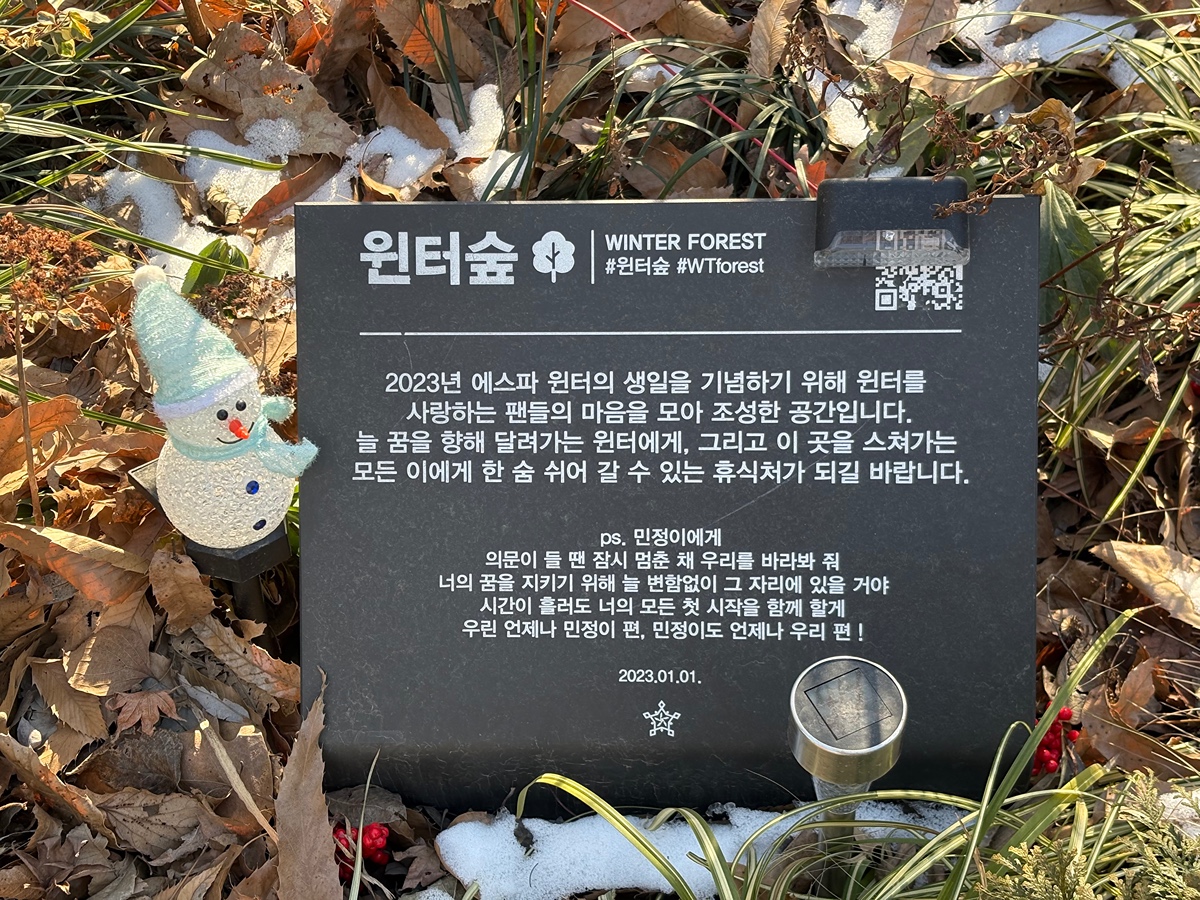 윈터숲
WINTER FOREST
#윈터숲 #WTforest
2023년 에스파 윈터의 생일을 기념하기 위해 윈터를
사랑하는 팬들의 마음을 모아 조성한 공간입니다.
늘 꿈을 향해 달려가는 윈터에게, 그리고 이 곳을 스쳐가는
모든 이에게 한 숨 쉬어 갈 수 있는 휴식처가 되길 바랍니다.
ps. 민정이에게
의문이 들 땐 잠시 멈춘 채 우리를 바라봐 줘
너의 꿈을 지키기 위해 늘 변함없이 그 자리에 있을 거야
시간이 흘러도 너의 모든 첫 시작을 함께 할게
우린 언제나 민정이 편, 민정이도 언제나 우리 편 !
2023.01.01.